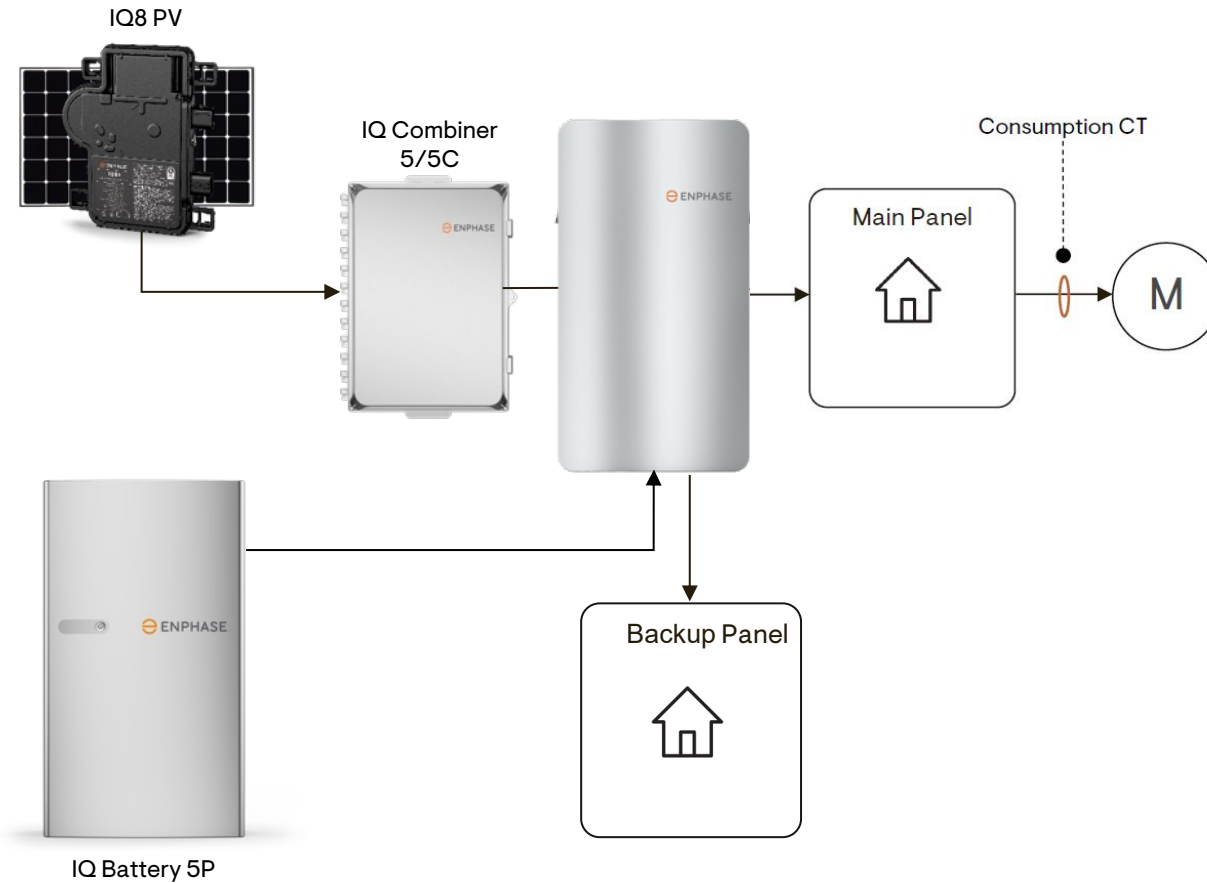 IQ8 PV
IQ Combiner
5/5C
ENPHASE
ENPHASE
Consumption CT
Main Panel
M
ENPHASE
Backup Panel
IQ Battery 5P